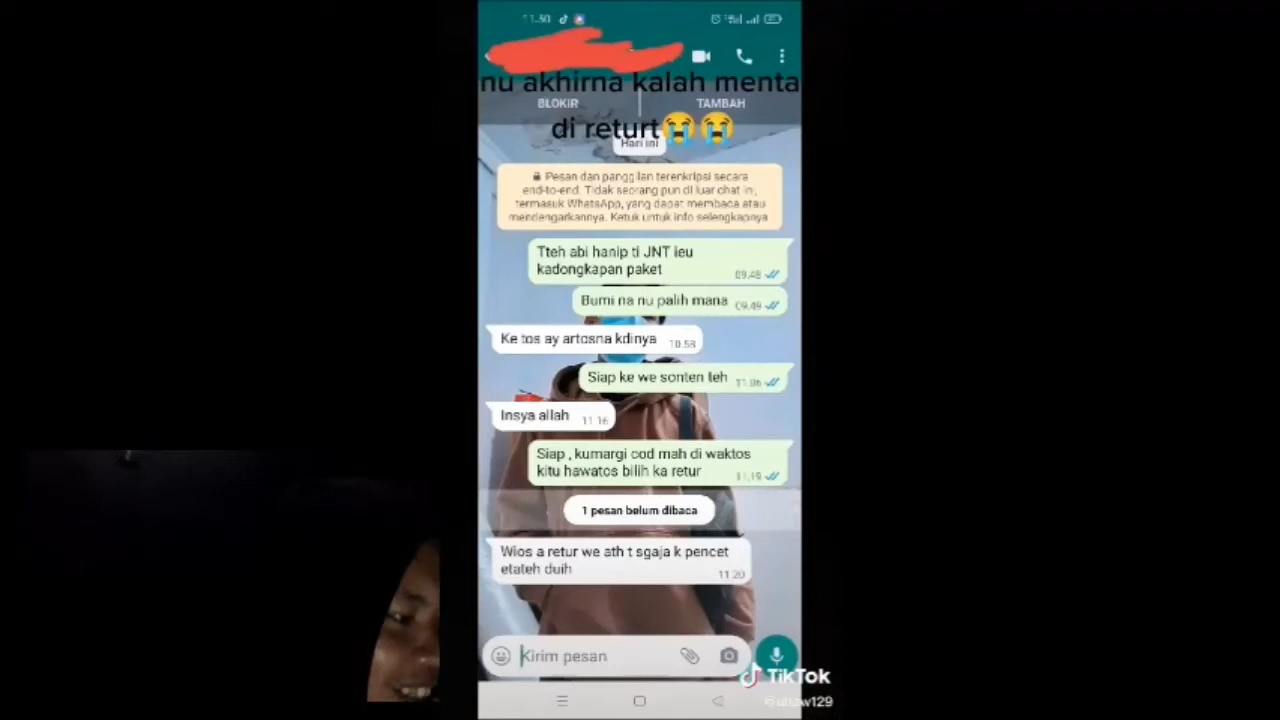 11.30
nu akhirna kalah menta
BLOKIR
TAMBAH
di returt😭😭
Hari ini
Pesan dan panggilan terenkripsi secara
end-to-end. Tidak seorang pun di luar chat ini,
termasuk WhatsApp, yang dapat membaca atau
mendengarkannya. Ketuk untuk info selengkapnya
Tteh abi hanip ti JNT ieu
kadongkapan paket
09.48
Bumi na nu palih mana
09.49
Ke tos ay artosna kdinya
10.58
Siap ke we sonten teh
11.06
Insya allah
11.16
Siap , kumargi cod mah di waktos
kitu hawatos bilih ka retur
11.19
1 pesan belum dibaca
Wios a retur we ath t sgaja k pencet
etateh duih
11.20
Kirim pesan
TikTok